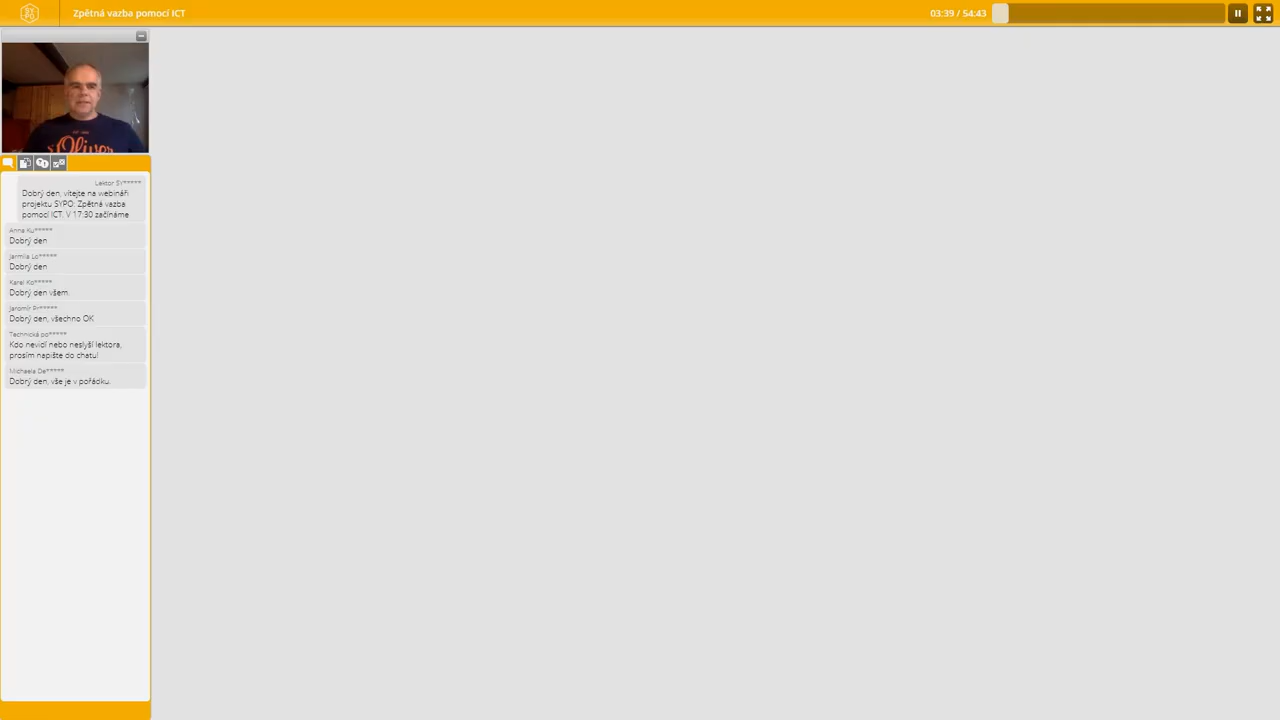 Zpětná vazba pomocí ICT
03:39 / 54:43
Oliver
Lektor SY*****
Dobrý den, vítejte na webináři
projektu SYPO: Zpětná vazba
pomocí ICT. V 17:30 začínáme
Anna Ku*****
Dobrý den
Jarmila Lo*****
Dobrý den
Karel Ko*****
Dobrý den všem.
Jaromír Pr*****
Dobrý den, všechno OK
Technická po*****
Kdo nevidí nebo neslyší lektora,
prosím napište do chatu!
Michaela De*****
Dobrý den, vše je v pořádku.